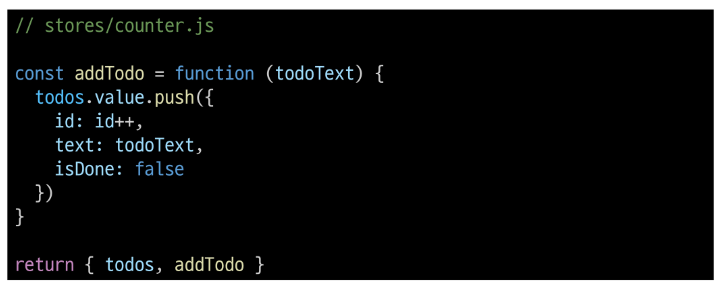 // stores/counter.js
const addTodo = function (todoText) {
  todos.value.push({
    id: id++,
    text: todoText,
    isDone: false
  })
}
return { todos, addTodo }